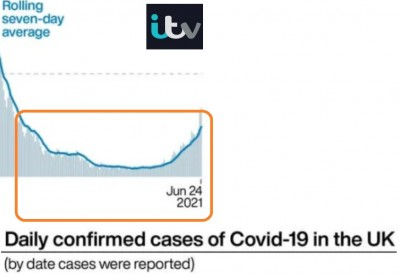 Rolling
seven-day
average
itv
Jun 24
2021
Daily confirmed cases of Covid-19 in the UK
(by date cases were reported)